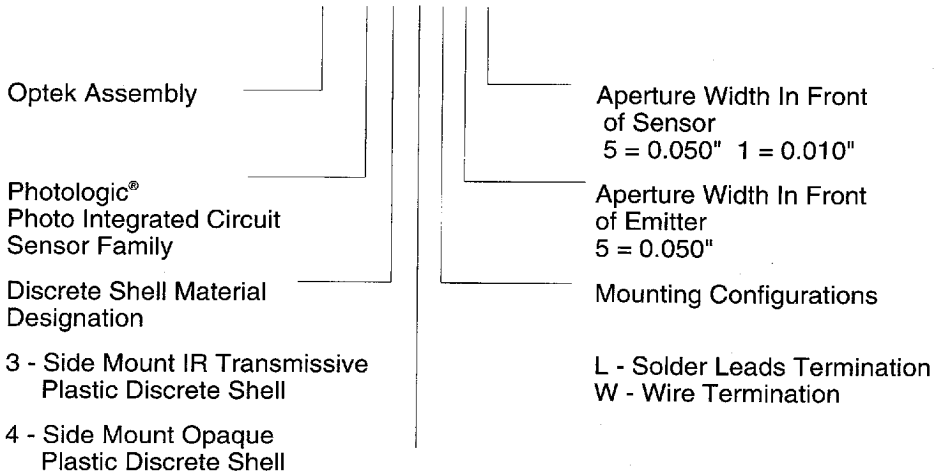 Optek Assembly
Photologic®
Photo Integrated Circuit
Sensor Family
Discrete Shell Material
Designation
3 - Side Mount IR Transmissive
Plastic Discrete Shell
4 - Side Mount Opaque
Plastic Discrete Shell
Aperture Width In Front
of Sensor
5 = 0.050" 1 = 0.010"
Aperture Width In Front
of Emitter
5 = 0.050"
Mounting Configurations
L - Solder Leads Termination
W - Wire Termination